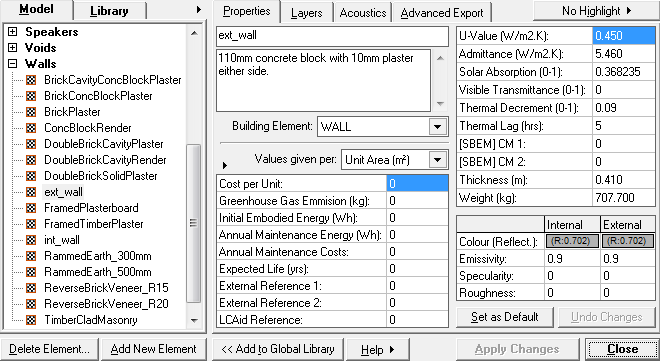 Model
Library
Speakers
Voids
Walls
BrickCavityConcBlockPlaster
BrickConcBlockPlaster
BrickPlaster
ConcBlockRender
DoubleBrickCavityPlaster
DoubleBrickCavityRender
DoubleBrickSolidPlaster
ext_wall
FramedPlasterboard
FramedTimberPlaster
int_wall
RammedEarth_300mm
RammedEarth_500mm
ReverseBrickVeneer_R15
ReverseBrickVeneer_R20
TimberCladMasonry
Delete Element...
Add New Element
Properties
Layers
Acoustics
Advanced Export
No Highlight
ext_wall
110mm concrete block with 10mm plaster
either side.
Building Element: WALL
Values given per: Unit Area (m²)
Cost per Unit: 0
Greenhouse Gas Emmision (kg): 0
Initial Embodied Energy (Wh): 0
Annual Maintenance Energy (Wh): 0
Annual Maintenance Costs: 0
Expected Life (yrs): 0
External Reference 1: 0
External Reference 2: 0
LCAid Reference: 0
U-Value (W/m2.K): 0.450
Admittance (W/m2.K): 5.460
Solar Absorption (0-1): 0.368235
Visible Transmittance (0-1): 0
Thermal Decrement (0-1): 0.09
Thermal Lag (hrs): 5
[SBEM] CM 1: 0
[SBEM] CM 2: 0
Thickness (m): 0.410
Weight (kg): 707.700
Internal External
Colour (Reflect.): (R:0.702) (R:0.702)
Emissivity: 0.9 0.9
Specularity: 0 0
Roughness: 0 0
Set as Default
Undo Changes
<< Add to Global Library
Help
Apply Changes
Close